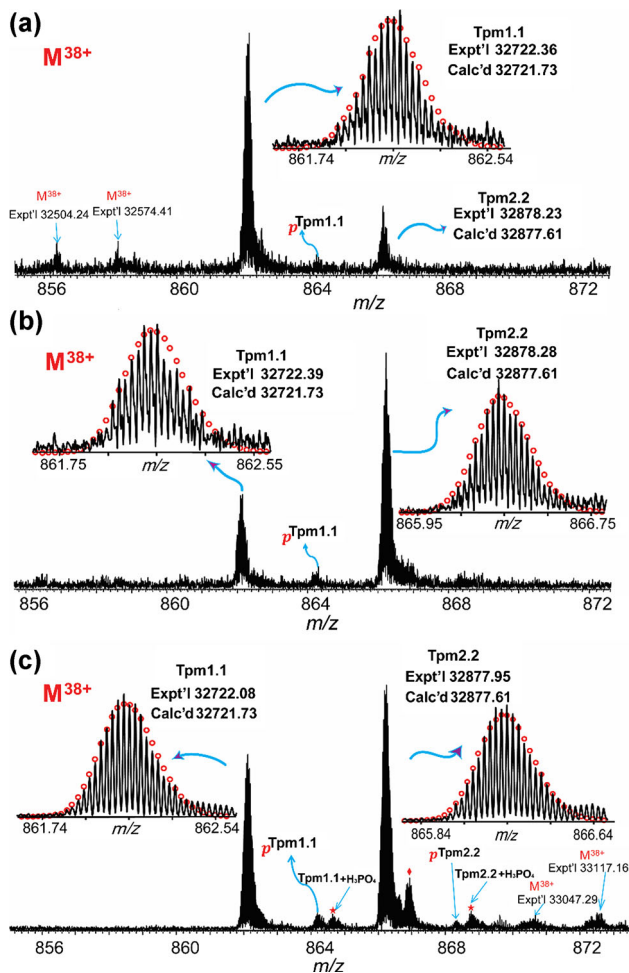 (a)
M38+
Tpm1.1
Expt'l 32722.36
Calc'd 32721.73
861.74 m/z 862.54
M38+
Expt'l 32504.24
M38+
Expt'l 32574.41
pTpm1.1
Tpm2.2
Expt'l 32878.23
Calc'd 32877.61
856 860 864 868 872
m/z
(b)
M38+
Tpm1.1
Expt'l 32722.39
Calc'd 32721.73
861.75 m/z 862.55
Tpm2.2
Expt'l 32878.28
Calc'd 32877.61
865.95 m/z 866.75
pTpm1.1
856 860 864 868 872
m/z
(c)
M38+
Tpm1.1
Expt'l 32722.08
Calc'd 32721.73
861.74 m/z 862.54
Tpm2.2
Expt'l 32877.95
Calc'd 32877.61
865.84 m/z 866.64
pTpm1.1
Tpm1.1+H₃PO₄
pTpm2.2
Tpm2.2+H₃PO₄
M38+
Expt'l 33047.29
M38+
Expt'l 33117.16
856 860 864 868 872
m/z